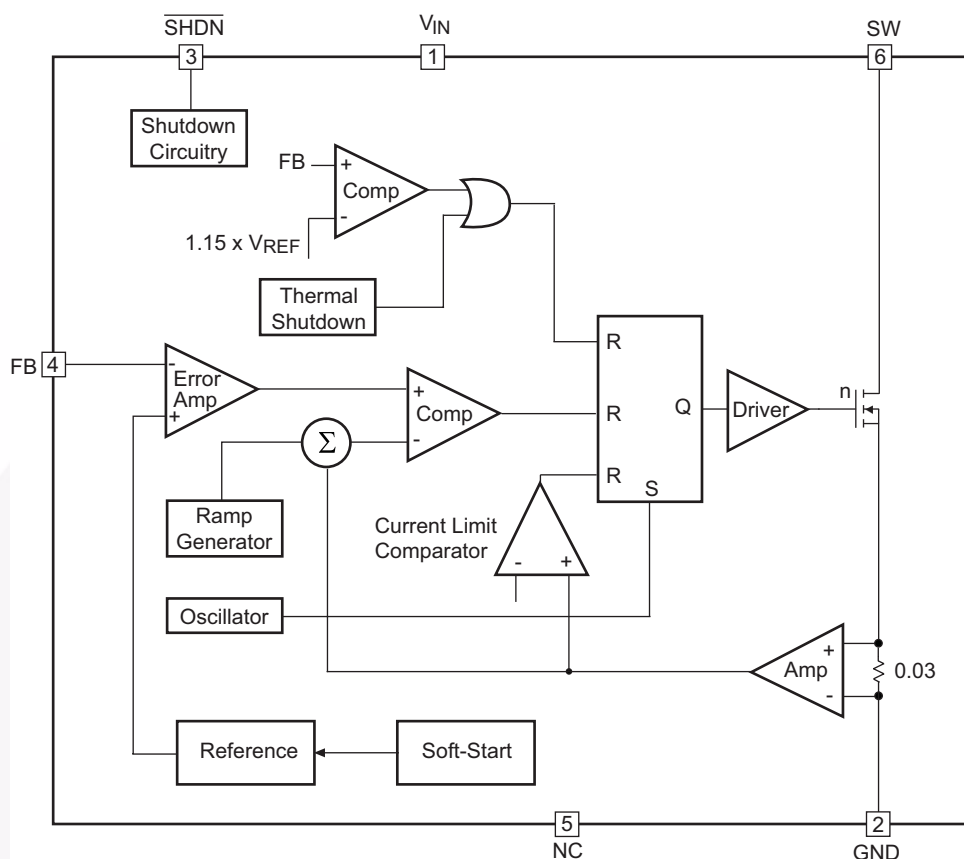 SHDN
VIN
SW
3
1
6
Shutdown
Circuitry
FB
+
Comp
-
1.15 x VREF
Thermal
Shutdown
FB
4
-
Error
Amp
+
+
Comp
-
Σ
R
R
R
Q
S
Driver
n
Ramp
Generator
Current Limit
Comparator
-
+
Oscillator
+
Amp
-
0.03
Reference
Soft-Start
5
NC
2
GND